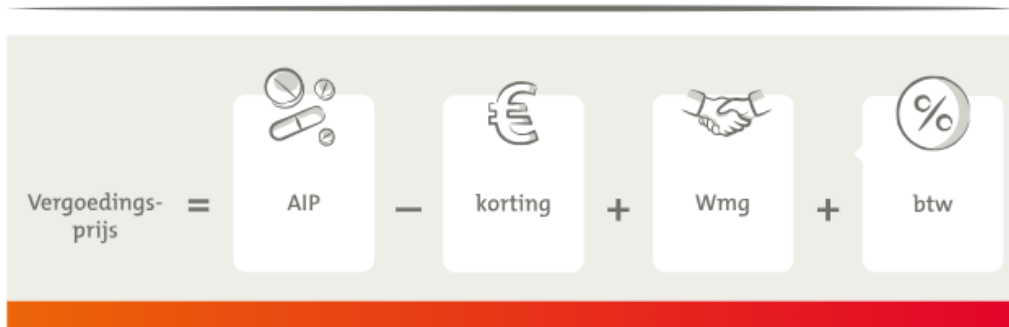 Vergoedings-
prijs = AIP – korting + Wmg + btw